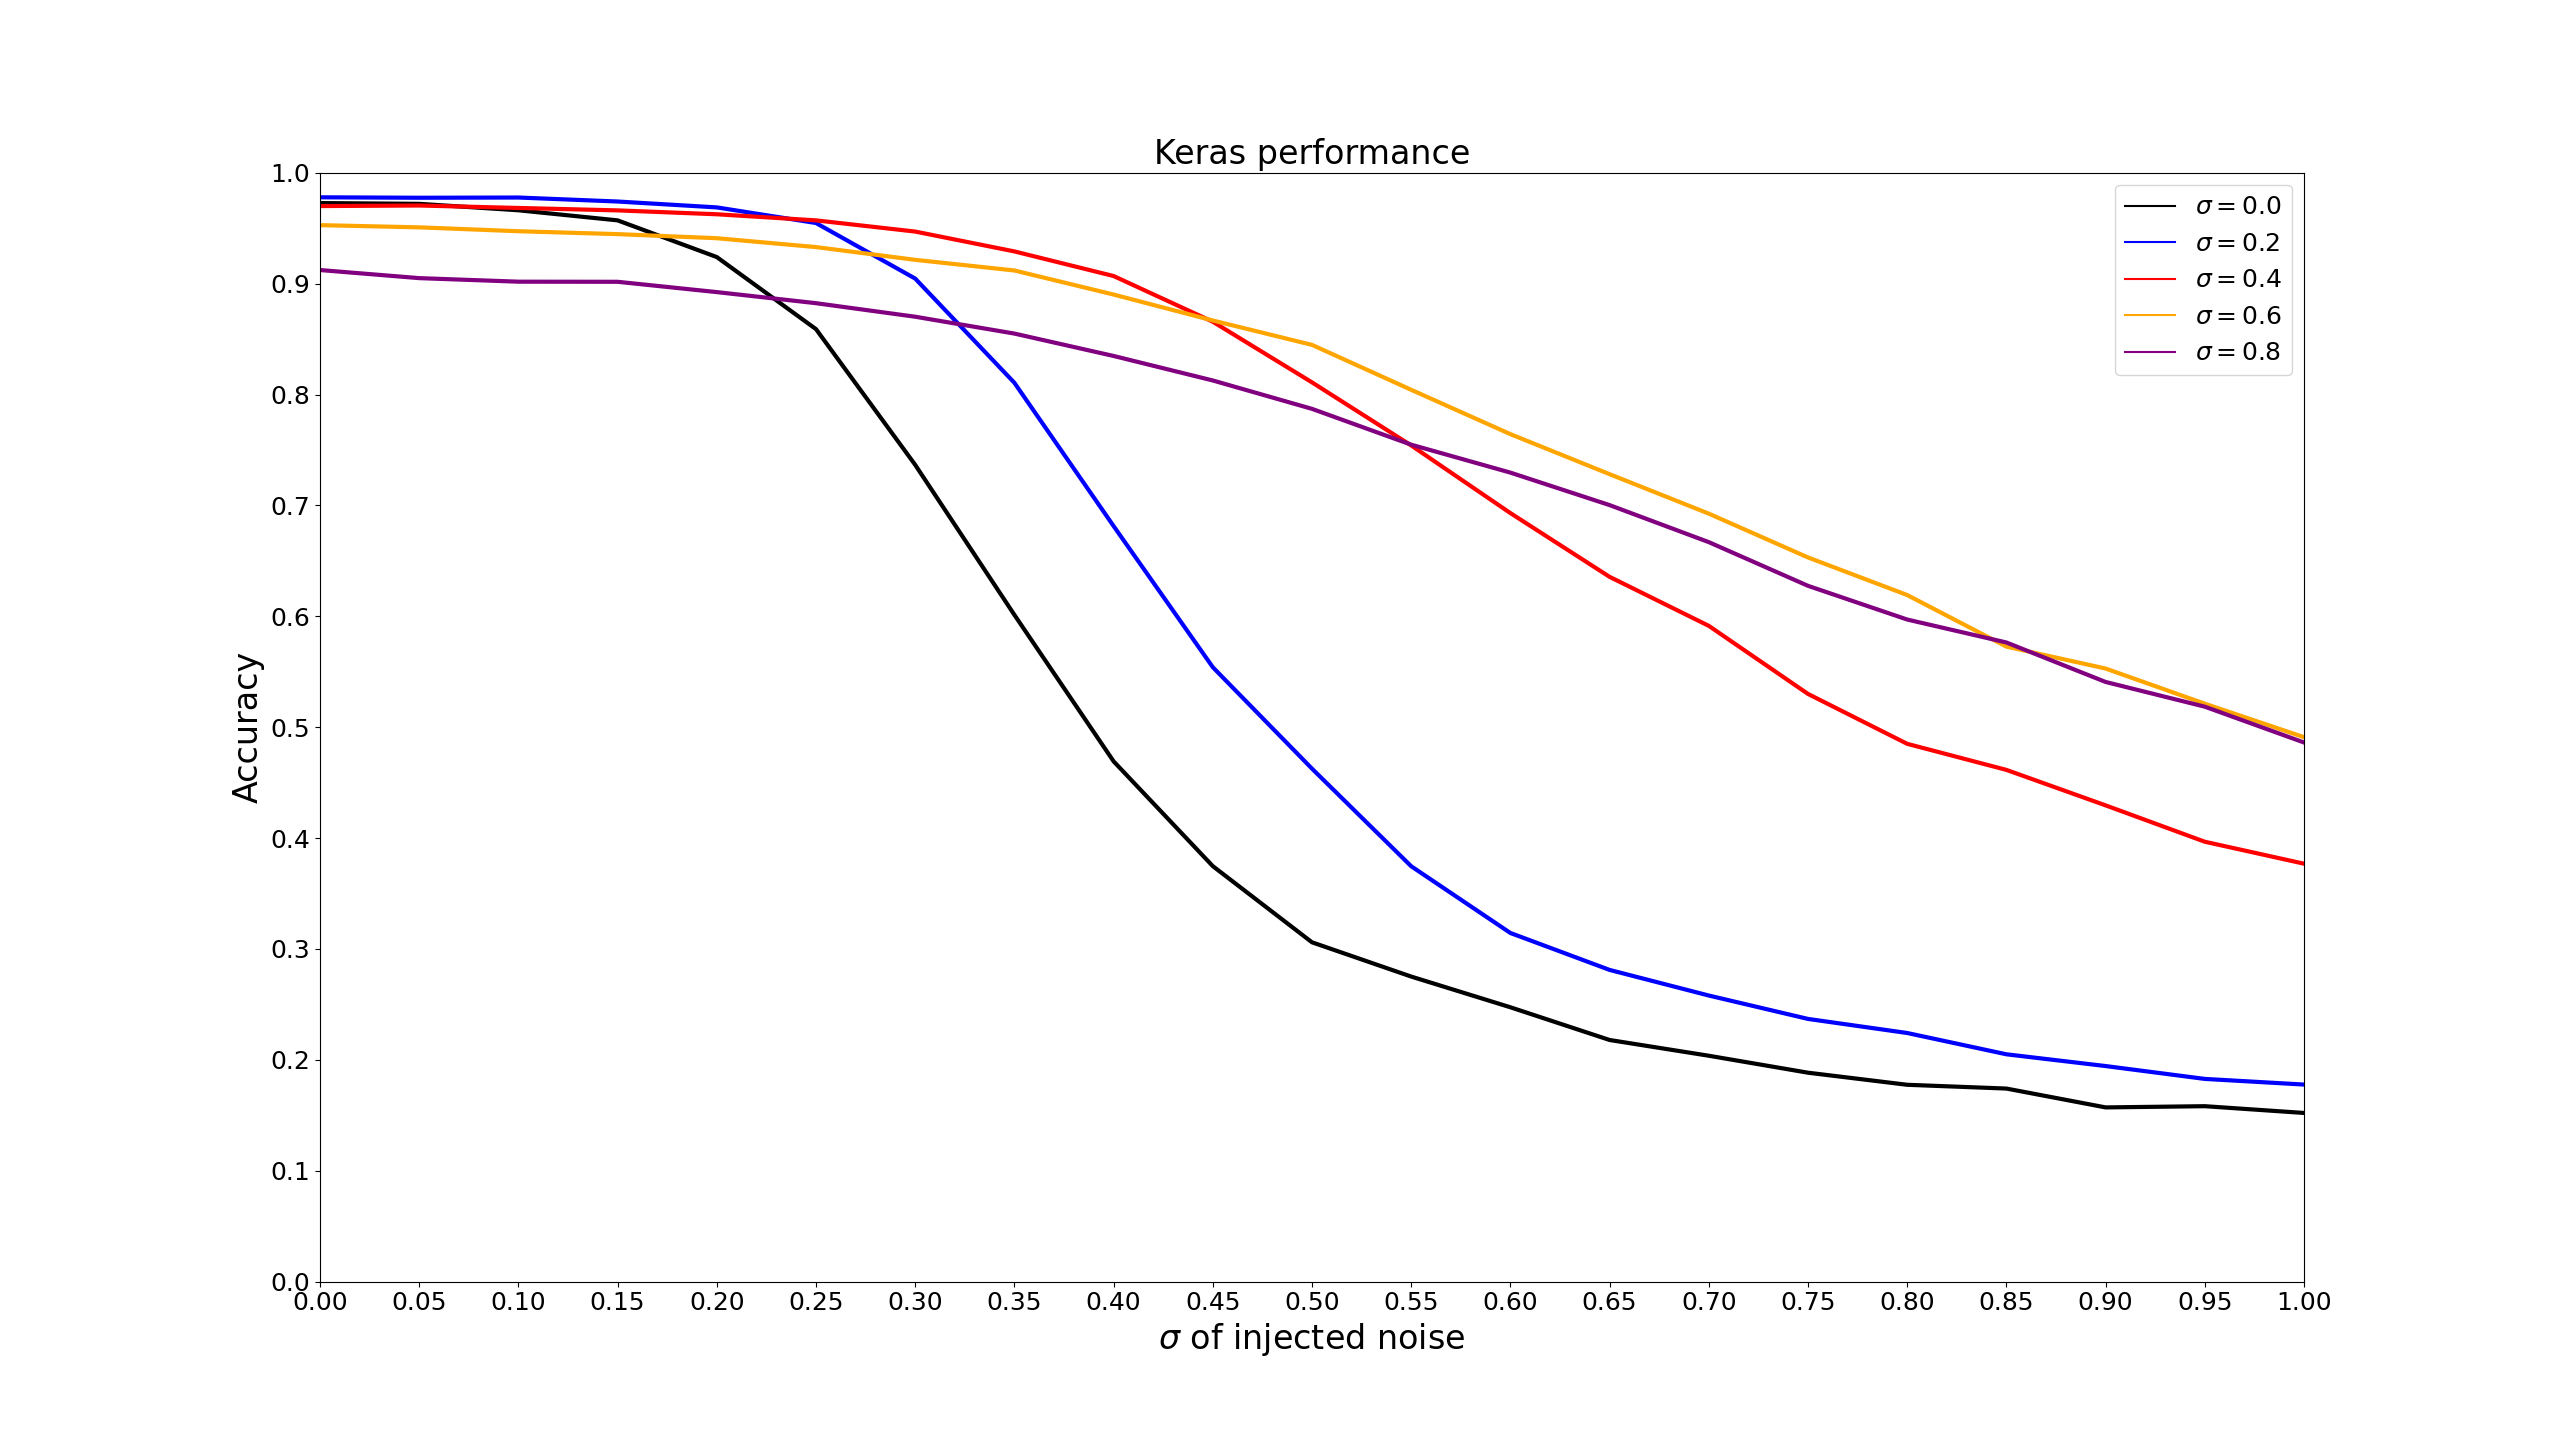 Keras performance
1.0
0.9
0.8
0.7
0.6
0.5
0.4
0.3
0.2
0.1
0.0
Accuracy
σ = 0.0
σ = 0.2
σ = 0.4
σ = 0.6
σ = 0.8
0.00 0.05 0.10 0.15 0.20 0.25 0.30 0.35 0.40 0.45 0.50 0.55 0.60 0.65 0.70 0.75 0.80 0.85 0.90 0.95 1.00
σ of injected noise